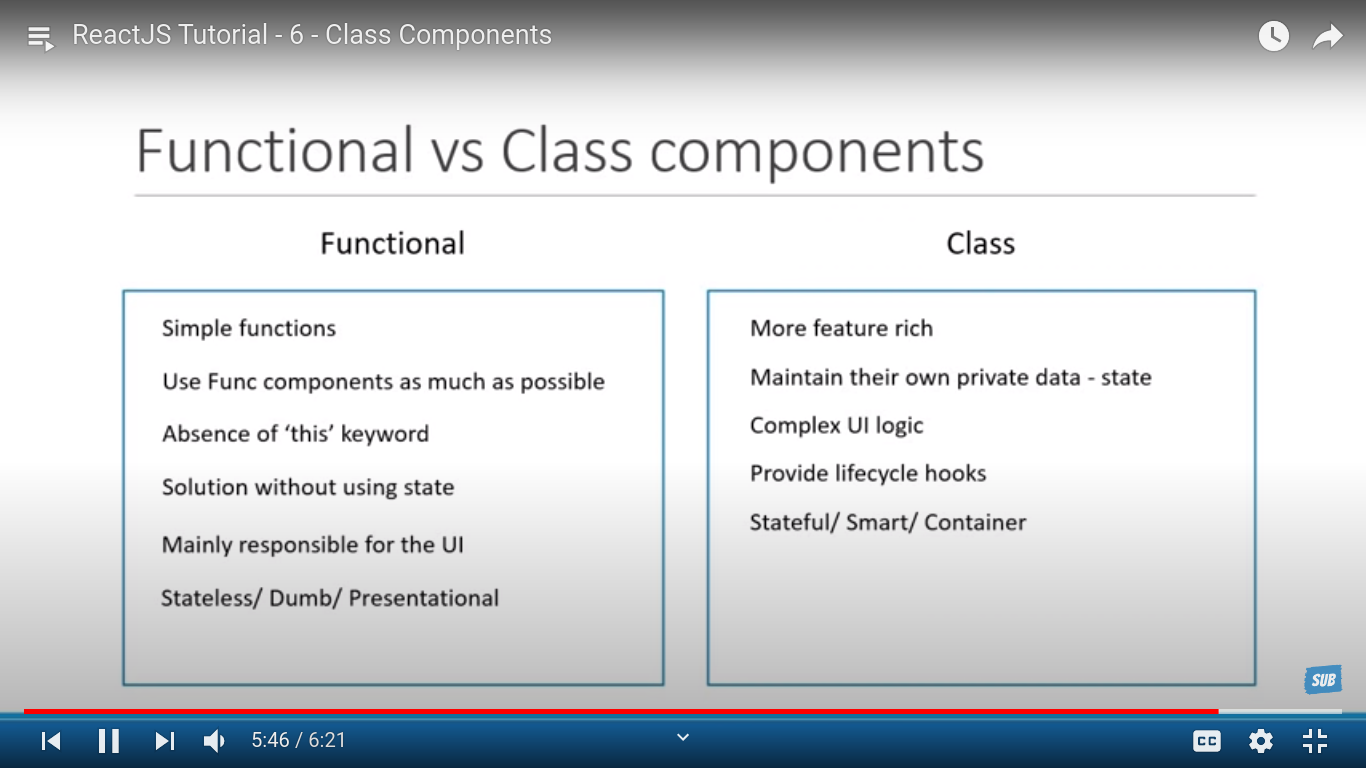 ReactJS Tutorial - 6 - Class Components
Functional vs Class components
Functional
Simple functions
Use Func components as much as possible
Absence of ‘this’ keyword
Solution without using state
Mainly responsible for the UI
Stateless/ Dumb/ Presentational
Class
More feature rich
Maintain their own private data - state
Complex UI logic
Provide lifecycle hooks
Stateful/ Smart/ Container
SUB
5:46 / 6:21
CC